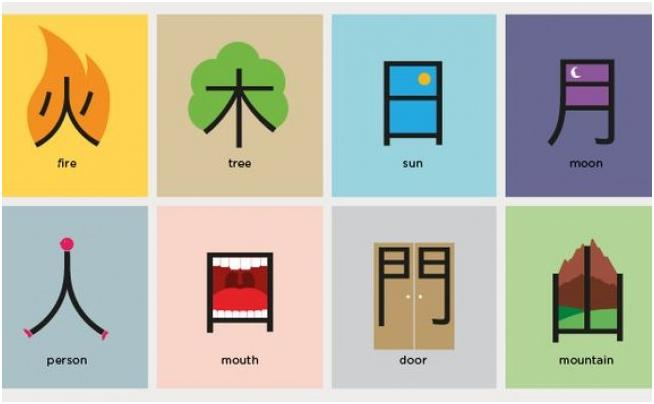 火
fire
木
tree
日
sun
月
moon
人
person
口
mouth
門
door
山
mountain